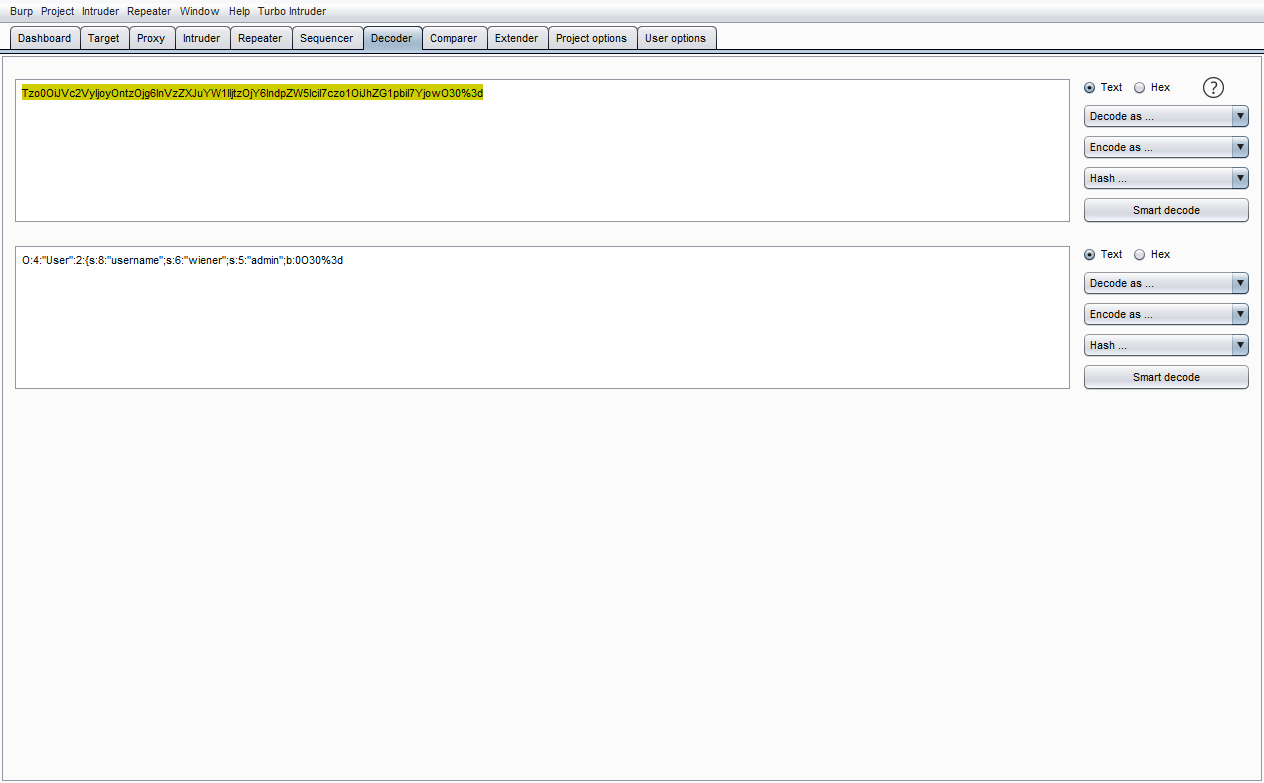 Burp Project Intruder Repeater Window Help Turbo Intruder
Dashboard Target Proxy Intruder Repeater Sequencer Decoder Comparer Extender Project options User options
Tzo0OiJVc2VyIjoyOntzOjg6InVzZXJuYW1lIjtzOjY6IndpZW5lciI7czo1OiJhZG1pbiI7YjowO30%3d
Text Hex ?
Decode as ...
Encode as ...
Hash ...
Smart decode
O:4:"User":2:{s:8:"username";s:6:"wiener";s:5:"admin";b:0O30%3d
Text Hex
Decode as ...
Encode as ...
Hash ...
Smart decode